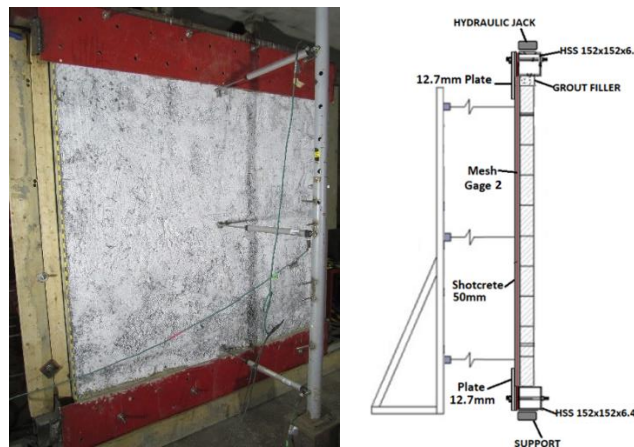 HYDRAULIC JACK
HSS 152x152x6.
12.7mm Plate
GROUT FILLER
Mesh
Gage 2
Shotcrete
50mm
Plate
12.7mm
HSS 152x152x6.4
SUPPORT